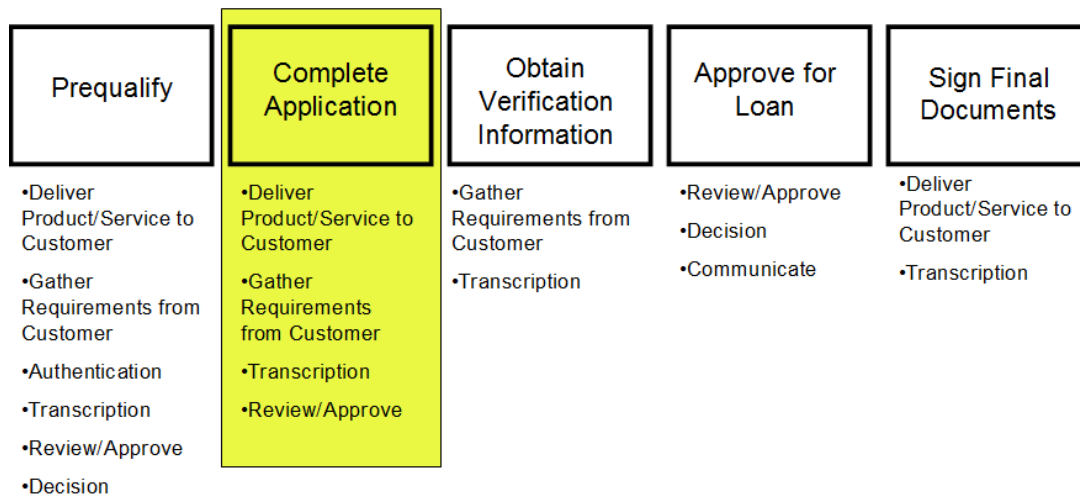 Prequalify
•Deliver
Product/Service to
Customer
•Gather
Requirements from
Customer
•Authentication
•Transcription
•Review/Approve
•Decision
Complete
Application
•Deliver
Product/Service to
Customer
•Gather
Requirements
from Customer
•Transcription
•Review/Approve
Obtain
Verification
Information
•Gather
Requirements from
Customer
•Transcription
Approve for
Loan
•Review/Approve
•Decision
•Communicate
Sign Final
Documents
•Deliver
Product/Service to
Customer
•Transcription